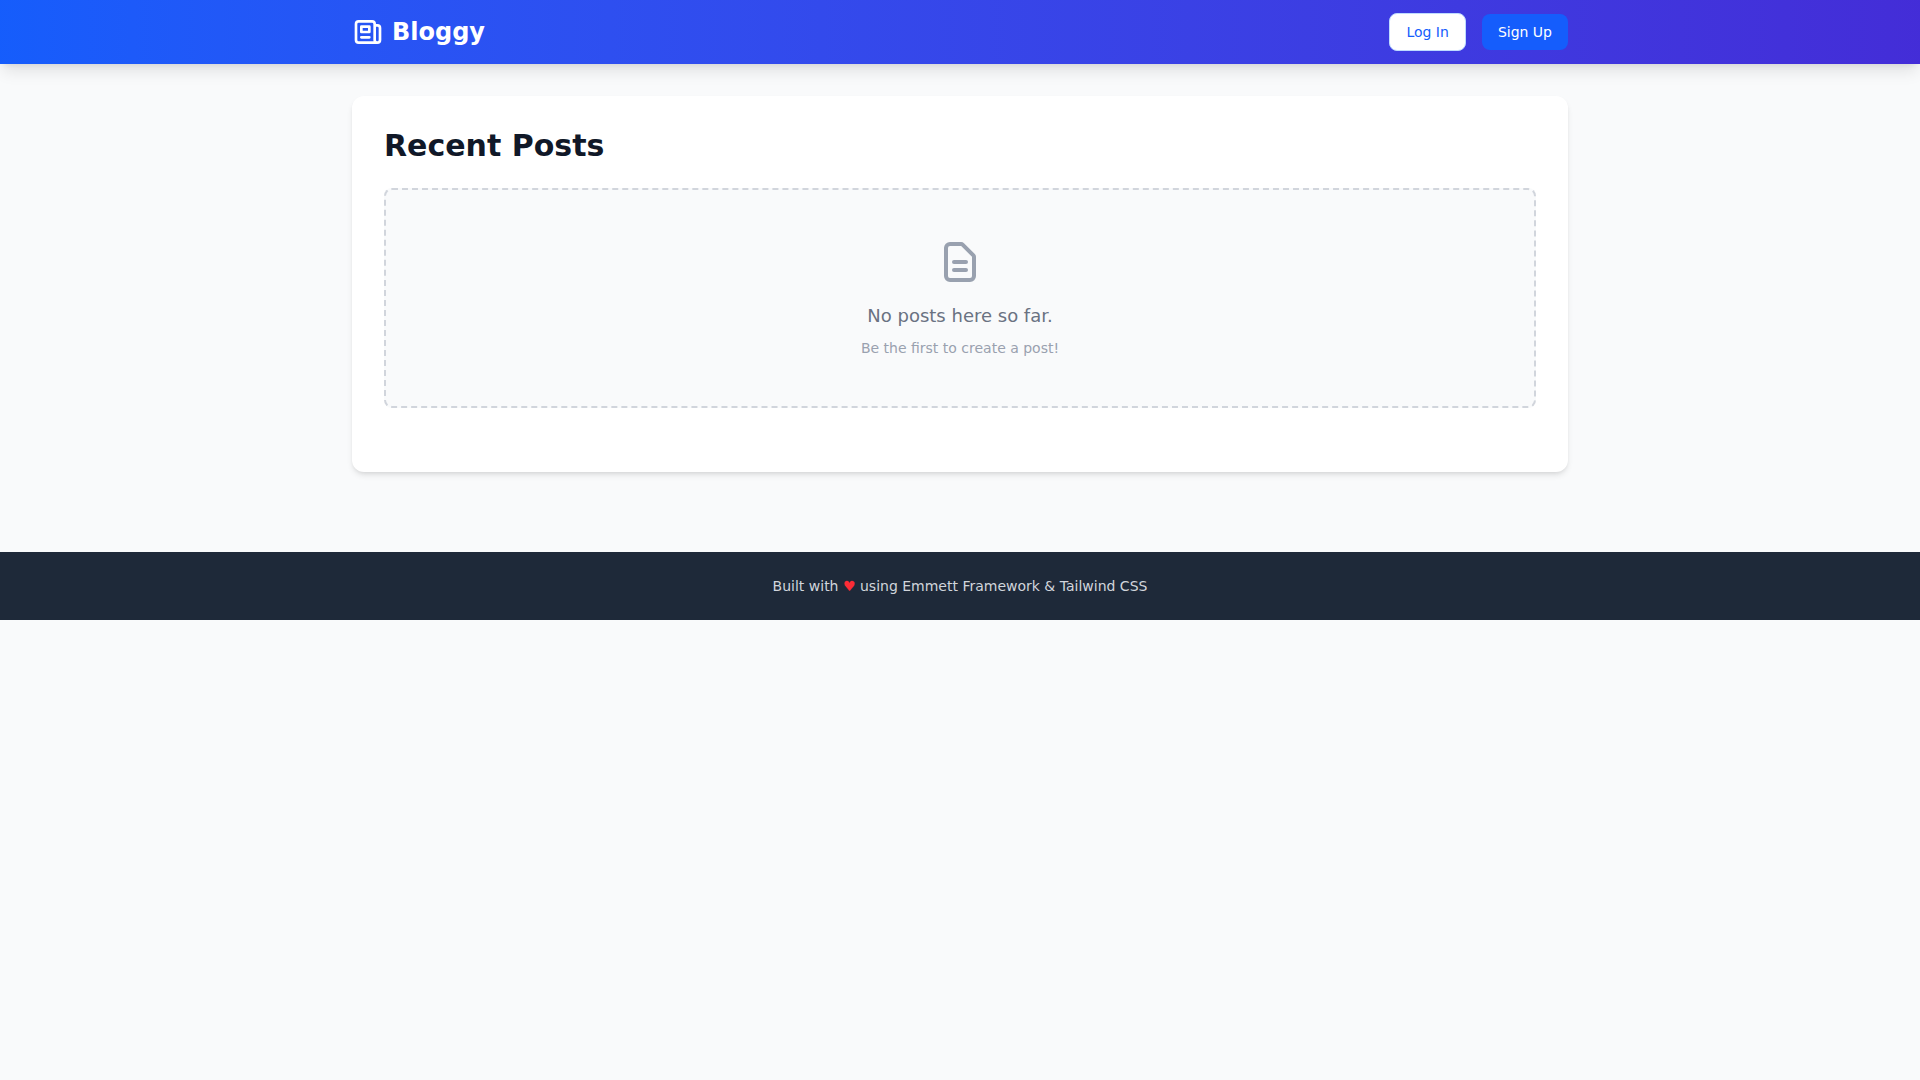 Bloggy
Log In
Sign Up
Recent Posts
No posts here so far.
Be the first to create a post!
Built with ♥ using Emmett Framework & Tailwind CSS